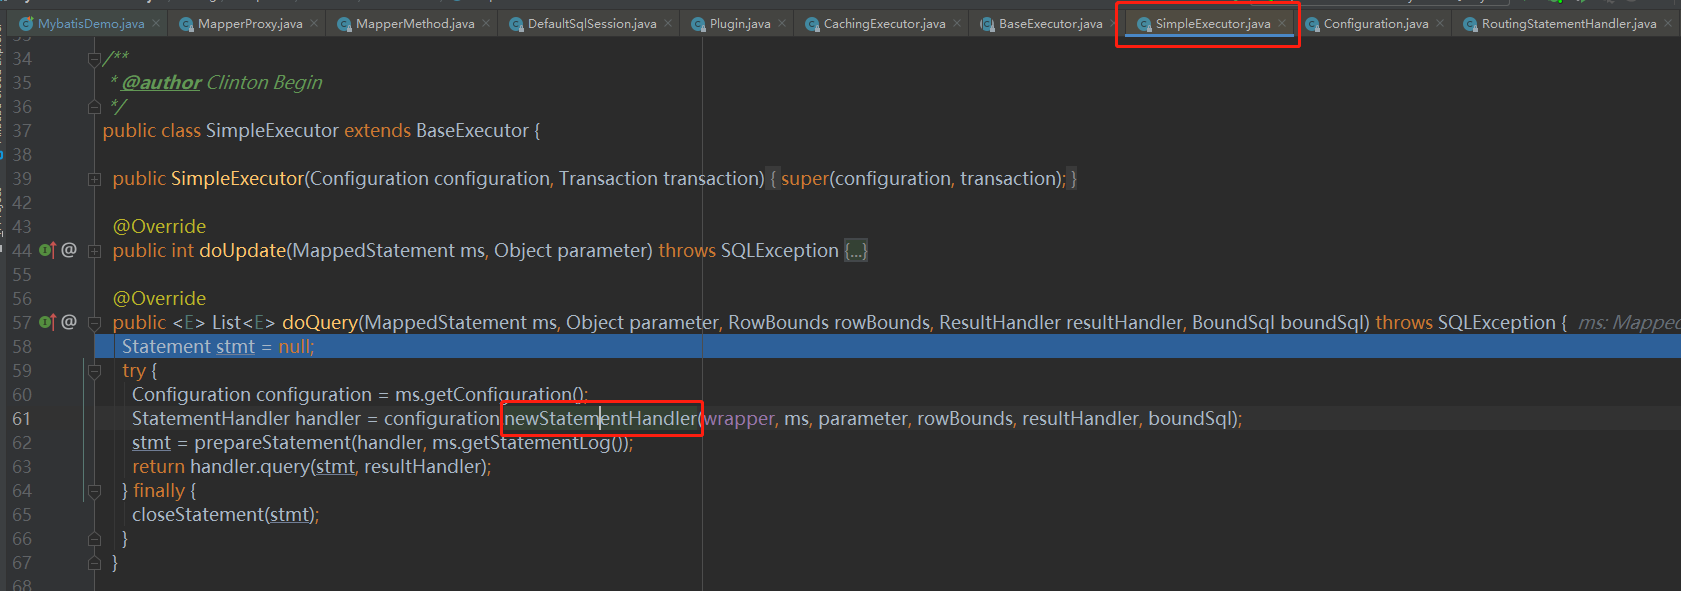 MybatisDemo.java MapperProxy.java MapperMethod.java DefaultSqlSession.java Plugin.java CachingExecutor.java BaseExecutor.java SimpleExecutor.java Configuration.java RoutingStatementHandler.java
34 /**
35 * @author Clinton Begin
36 */
37 public class SimpleExecutor extends BaseExecutor {
38
39 public SimpleExecutor(Configuration configuration, Transaction transaction) { super(configuration, transaction); }
42
43 @Override
44 @ public int doUpdate(MappedStatement ms, Object parameter) throws SQLException {...}
55
56 @Override
57 @ public <E> List<E> doQuery(MappedStatement ms, Object parameter, RowBounds rowBounds, ResultHandler resultHandler, BoundSql boundSql) throws SQLException { ms: Mapped
58 Statement stmt = null;
59 try {
60 Configuration configuration = ms.getConfiguration();
61 StatementHandler handler = configuration.newStatementHandler(wrapper, ms, parameter, rowBounds, resultHandler, boundSql);
62 stmt = prepareStatement(handler, ms.getStatementLog());
63 return handler.query(stmt, resultHandler);
64 } finally {
65 closeStatement(stmt);
66 }
67 }
68